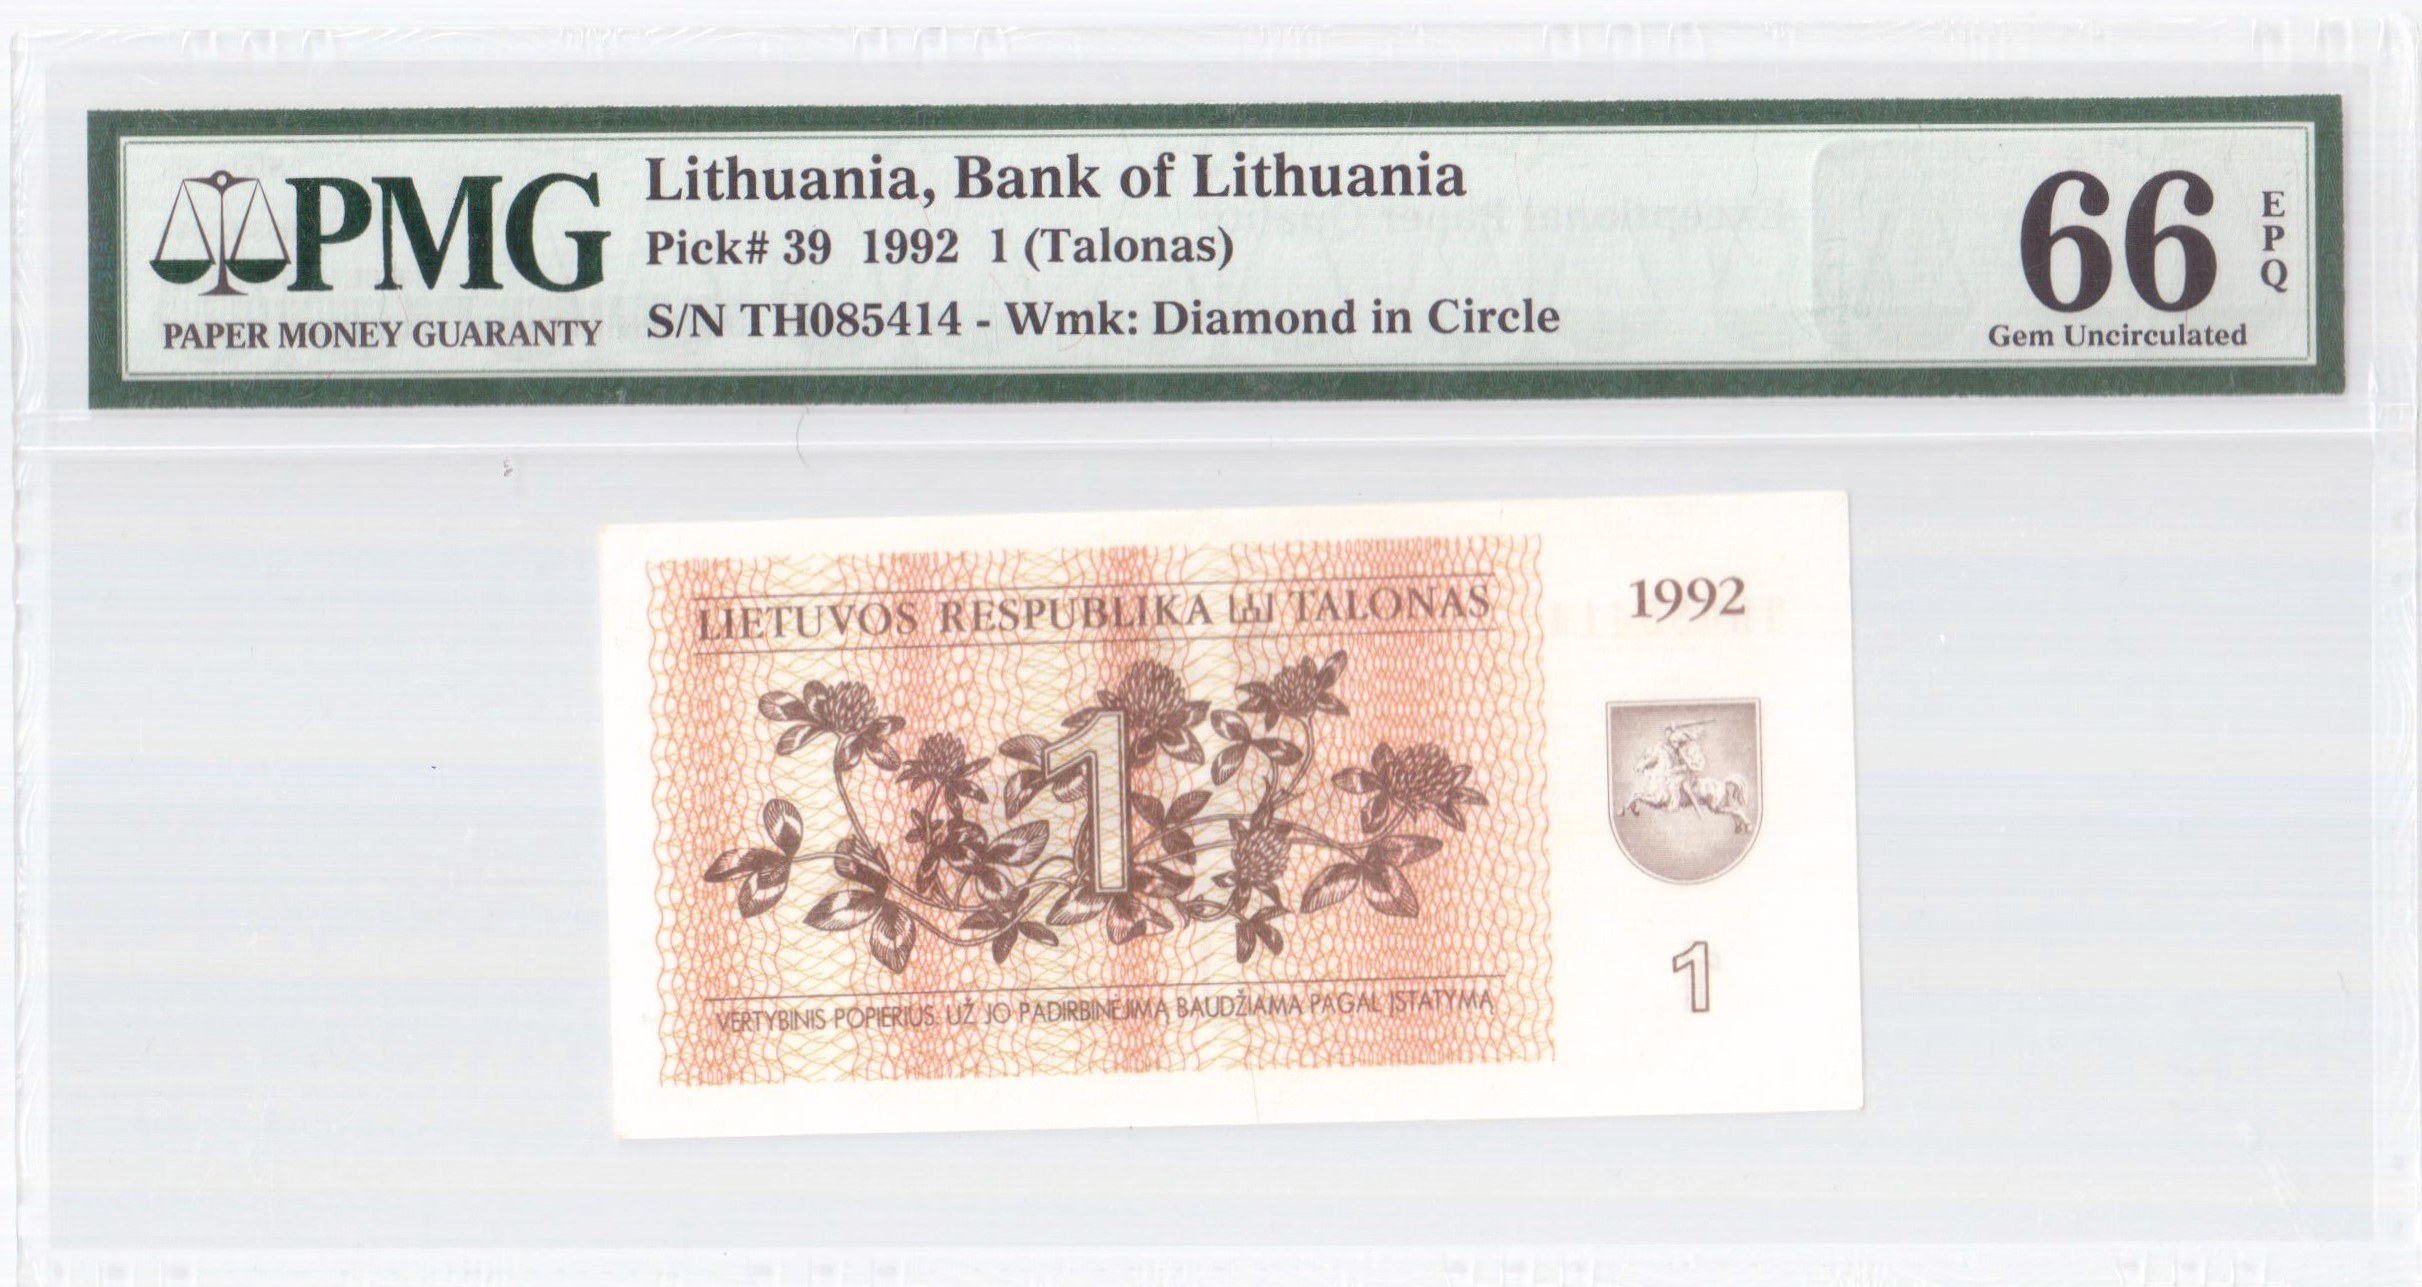 PMG
PAPER MONEY GUARANTY
Lithuania, Bank of Lithuania
Pick# 39 1992 1 (Talonas)
S/N TH085414 - Wmk: Diamond in Circle
66
EPQ
Gem Uncirculated
LIETUVOS RESPUBLIKA TALONAS
1992
1
1
VERTYBINIS POPIERIUS. UŽ JO PADIRBINĖJIMĄ BAUDŽIAMA PAGAL ĮSTATYMĄ